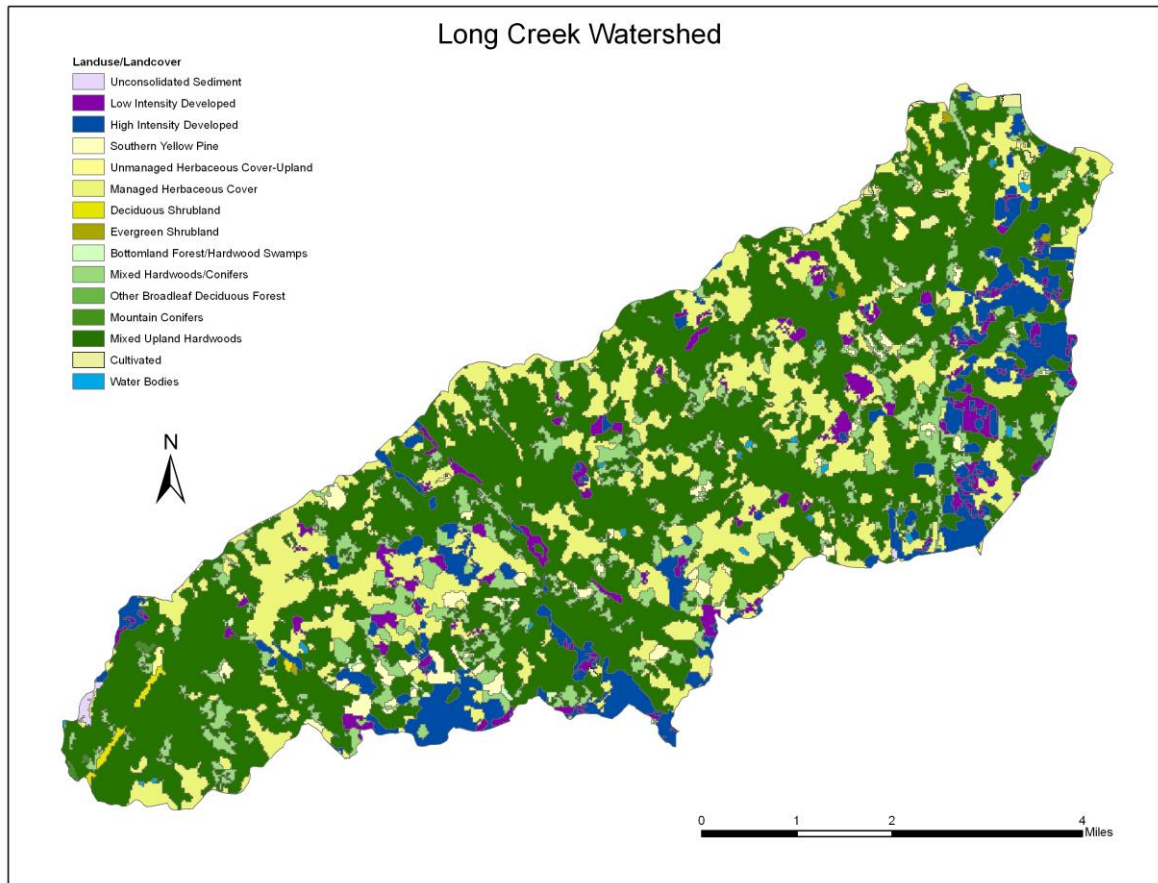 Long Creek Watershed
Landuse/Landcover
Unconsolidated Sediment
Low Intensity Developed
High Intensity Developed
Southern Yellow Pine
Unmanaged Herbaceous Cover-Upland
Managed Herbaceous Cover
Deciduous Shrubland
Evergreen Shrubland
Bottomland Forest/Hardwood Swamps
Mixed Hardwoods/Conifers
Other Broadleaf Deciduous Forest
Mountain Conifers
Mixed Upland Hardwoods
Cultivated
Water Bodies
N
0 1 2 4
Miles